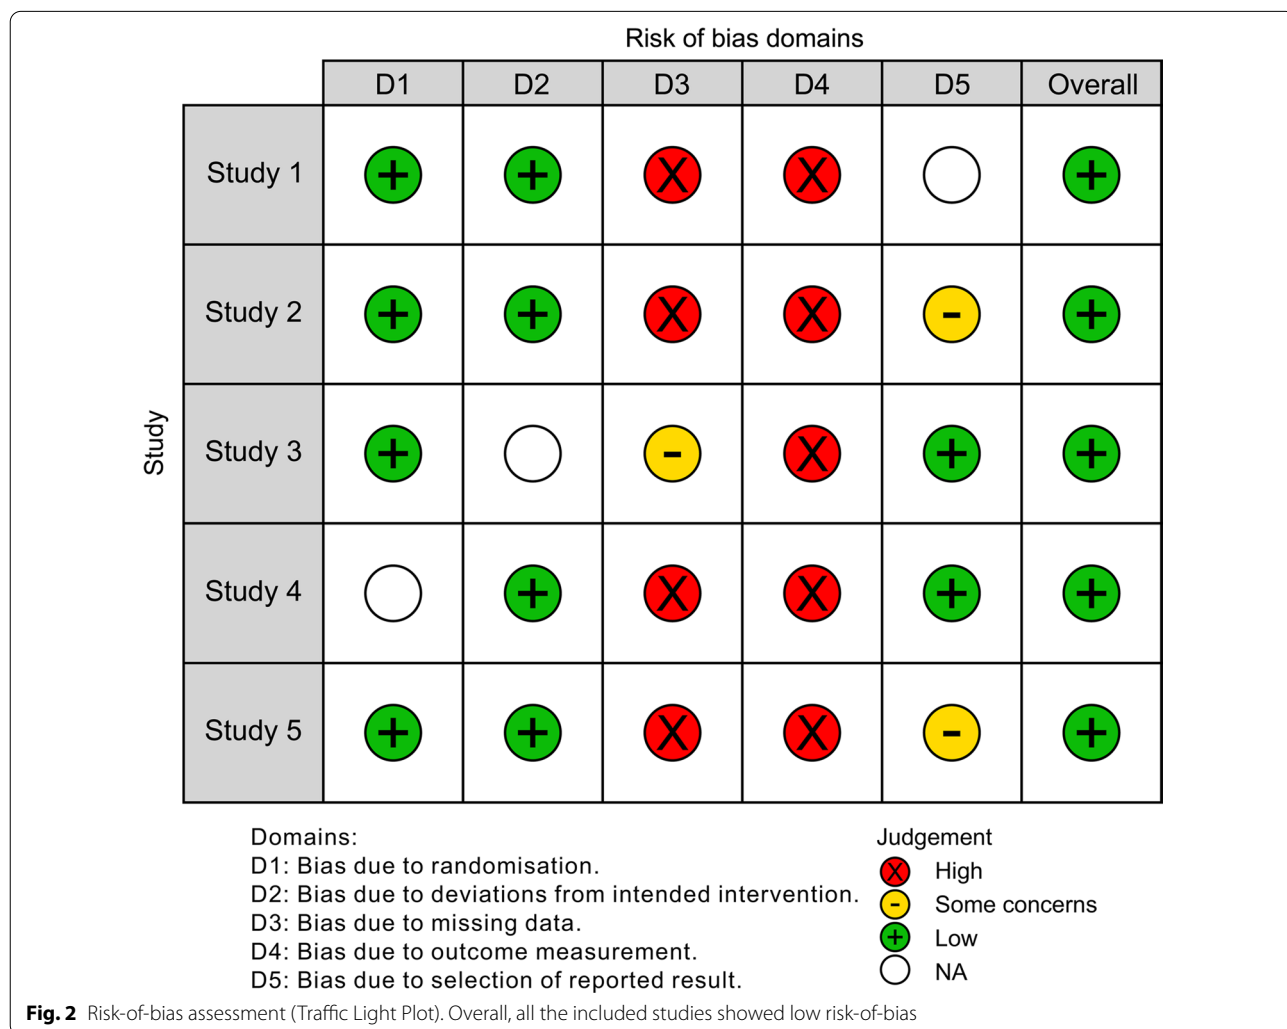 Risk of bias domains
D1 D2 D3 D4 D5 Overall
Study 1 + + X X +
Study 2 + + X X - +
Study 3 + - X + +
Study 4 + X X + +
Study 5 + + X X - +
Study
Domains:
D1: Bias due to randomisation.
D2: Bias due to deviations from intended intervention.
D3: Bias due to missing data.
D4: Bias due to outcome measurement.
D5: Bias due to selection of reported result.
Judgement
X High
- Some concerns
+ Low
NA
Fig. 2 Risk-of-bias assessment (Traffic Light Plot). Overall, all the included studies showed low risk-of-bias